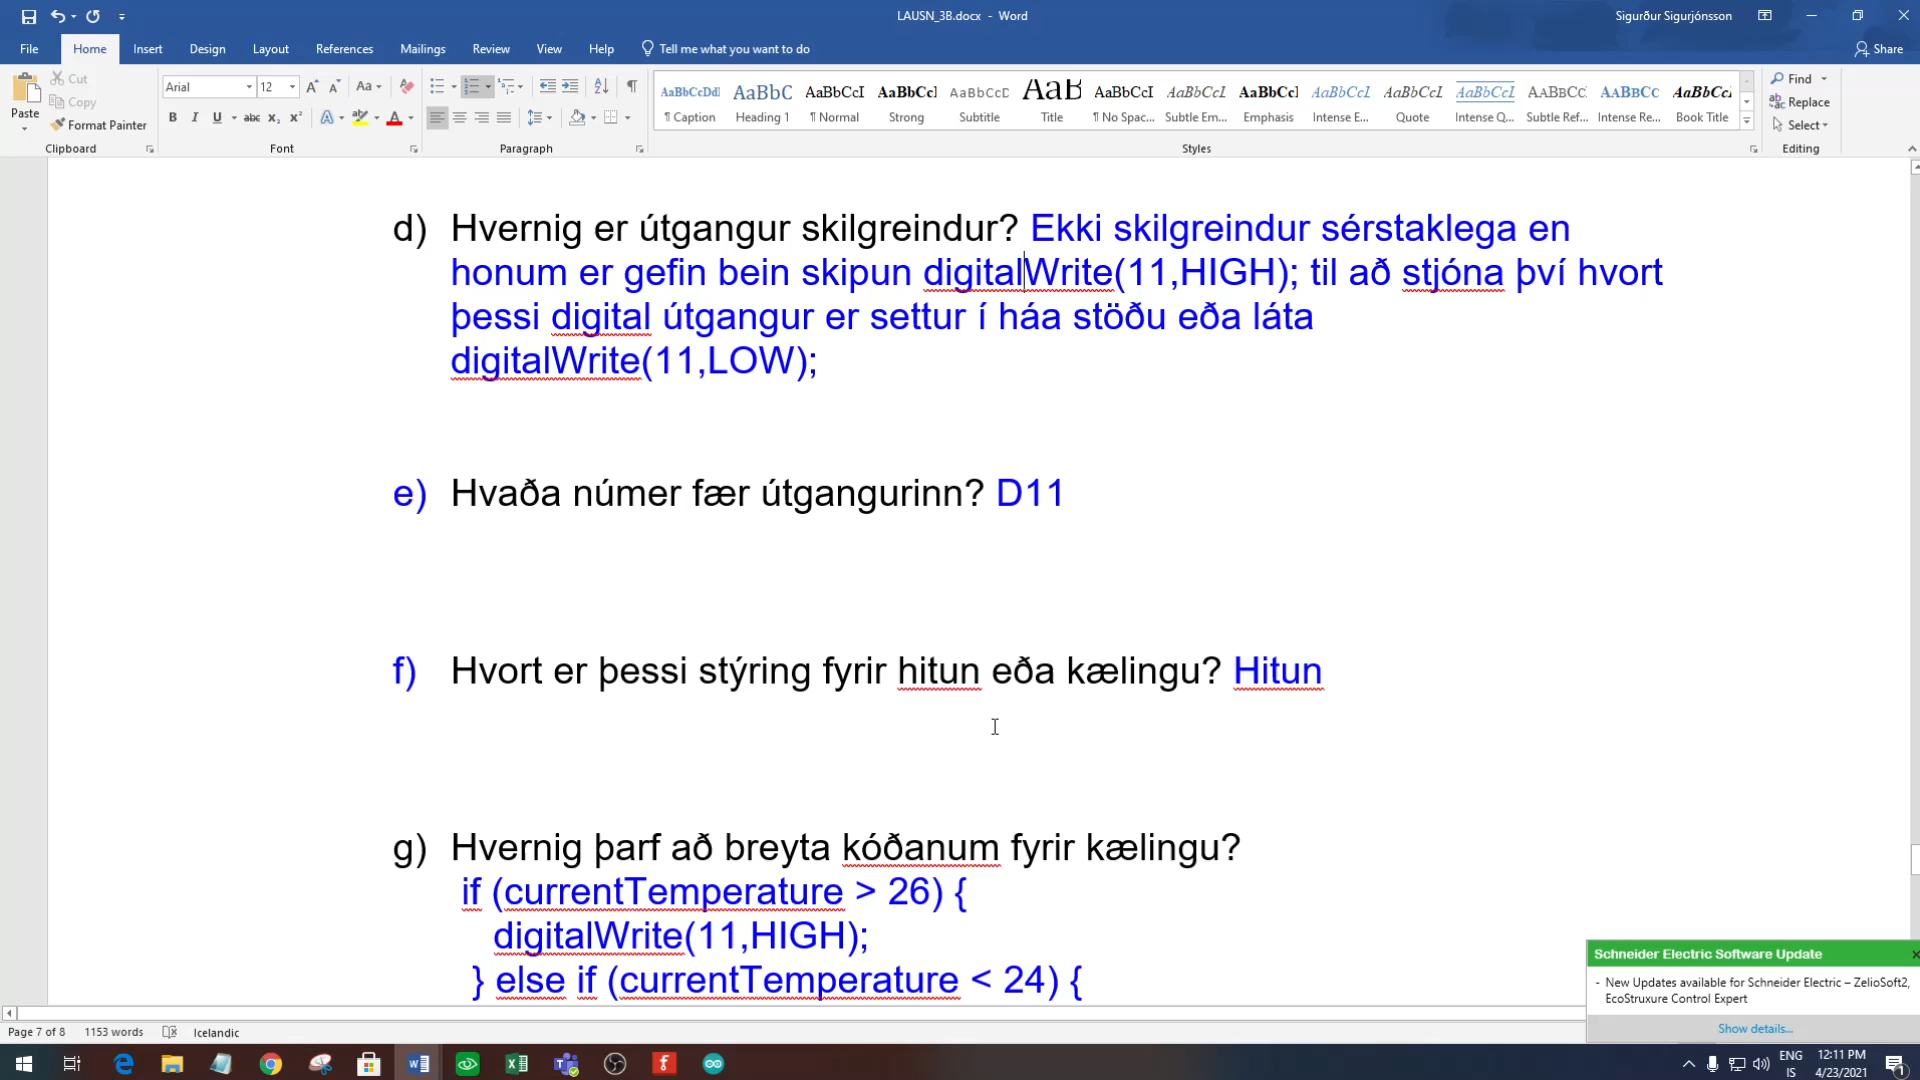 LAUSN_3B.docx - Word
Sigurður Sigurjónsson
File Home Insert Design Layout References Mailings Review View Help Tell me what you want to do
Share
Paste
Cut
Copy
Format Painter
Clipboard
Arial 12
Font
Paragraph
AaBbCcDdI AaBbC AaBbCcI AaBbCcI AaBbCcD AaB AaBbCcI AaBbCcL AaBbCcI AaBbCcL AaBbCcL AaBbCcL AABBCCI AABBCC AaBbCcL
¶ Caption Heading 1 ¶ Normal Strong Subtitle Title ¶ No Spac... Subtle Em... Emphasis Intense E... Quote Intense Q... Subtle Ref... Intense Re... Book Title
Styles
Find
Replace
Select
Editing
d) Hvernig er útgangur skilgreindur? Ekki skilgreindur sérstaklega en
honum er gefin bein skipun digitalWrite(11,HIGH); til að stjóna því hvort
þessi digital útgangur er settur í háa stöðu eða láta
digitalWrite(11,LOW);
e) Hvaða númer fær útgangurinn? D11
f) Hvort er þessi stýring fyrir hitun eða kælingu? Hitun
g) Hvernig þarf að breyta kóðanum fyrir kælingu?
if (currentTemperature > 26) {
digitalWrite(11,HIGH);
} else if (currentTemperature < 24) {
Schneider Electric Software Update
- New Updates available for Schneider Electric – ZelioSoft2,
EcoStruxure Control Expert
Show details...
Page 7 of 8 1153 words Icelandic
ENG
IS
12:11 PM
4/23/2021